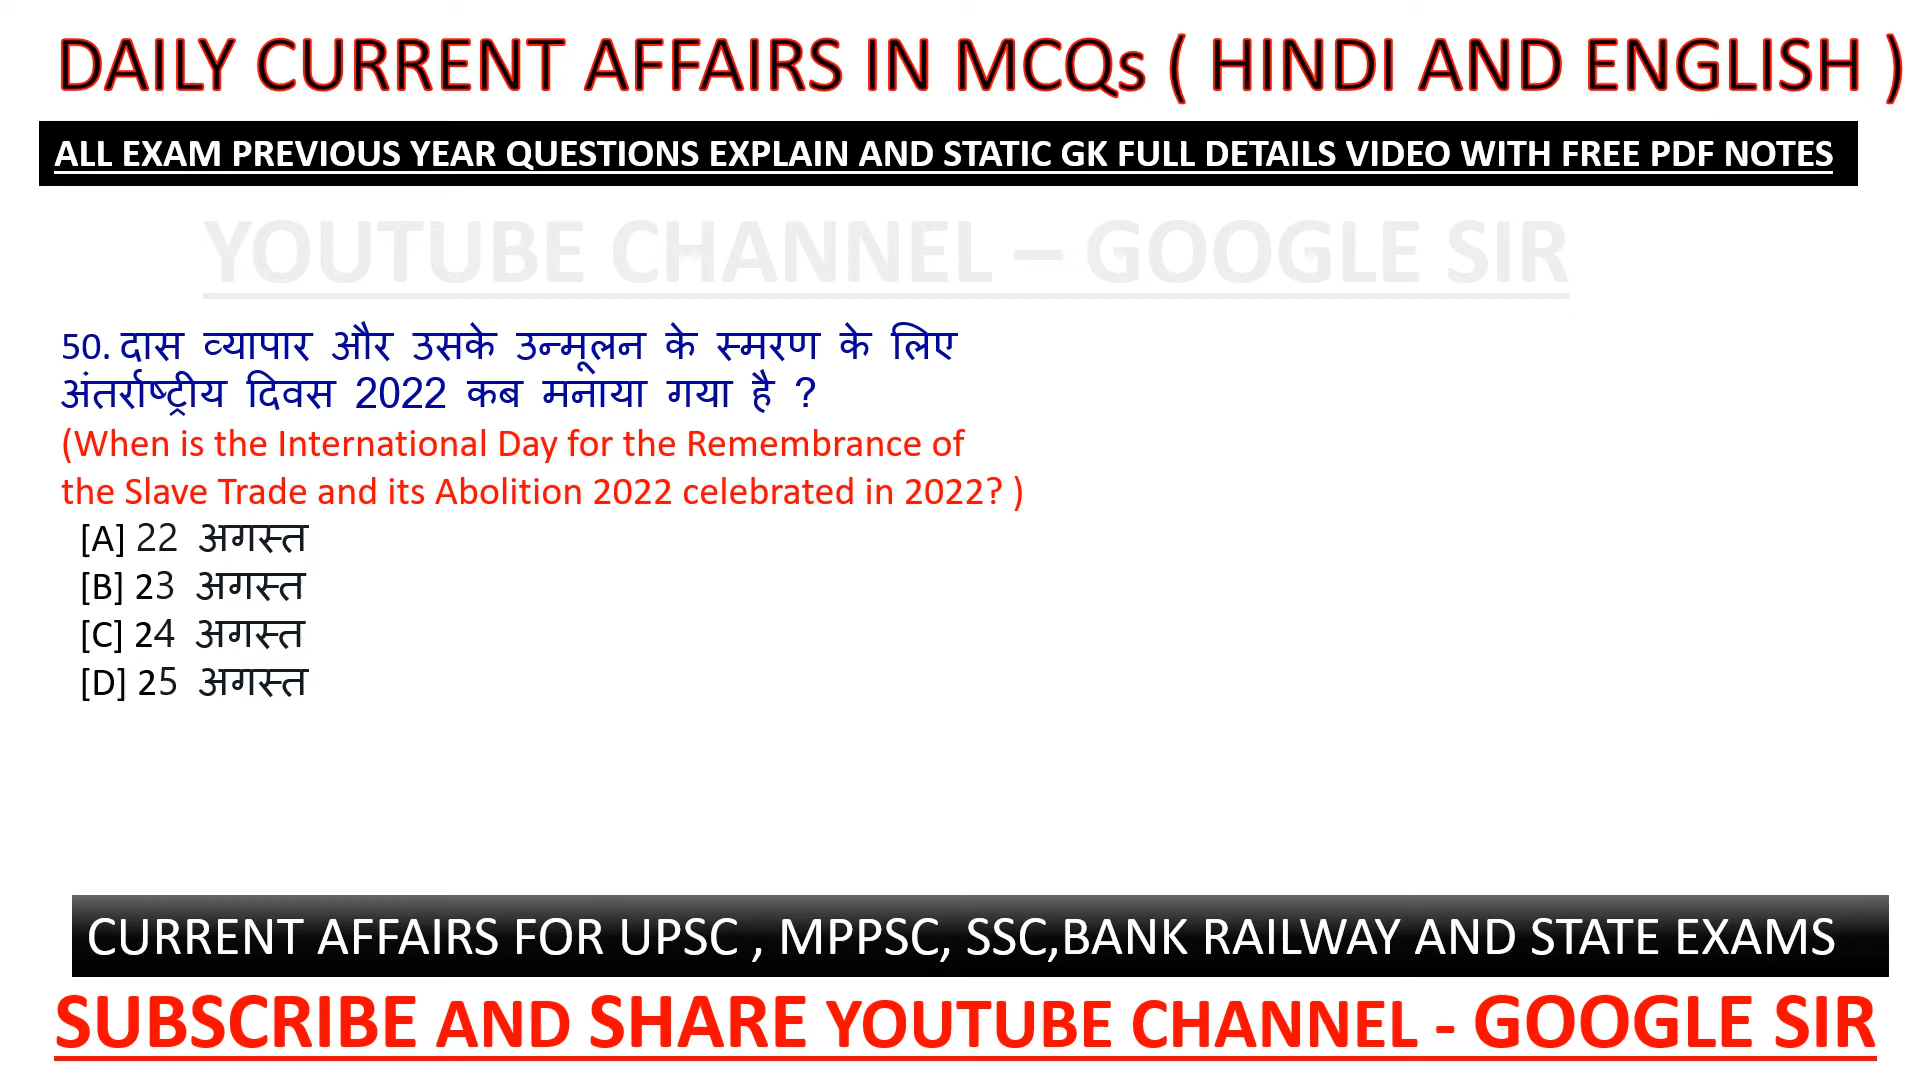 DAILY CURRENT AFFAIRS IN MCQs ( HINDI AND ENGLISH )
ALL EXAM PREVIOUS YEAR QUESTIONS EXPLAIN AND STATIC GK FULL DETAILS VIDEO WITH FREE PDF NOTES
YOUTUBE CHANNEL – GOOGLE SIR
50. दास व्यापार और उसके उन्मूलन के स्मरण के लिए
अंतर्राष्ट्रीय दिवस 2022 कब मनाया गया है ?
(When is the International Day for the Remembrance of
the Slave Trade and its Abolition 2022 celebrated in 2022? )
[A] 22 अगस्त
[B] 23 अगस्त
[C] 24 अगस्त
[D] 25 अगस्त
CURRENT AFFAIRS FOR UPSC , MPPSC, SSC,BANK RAILWAY AND STATE EXAMS
SUBSCRIBE AND SHARE YOUTUBE CHANNEL - GOOGLE SIR